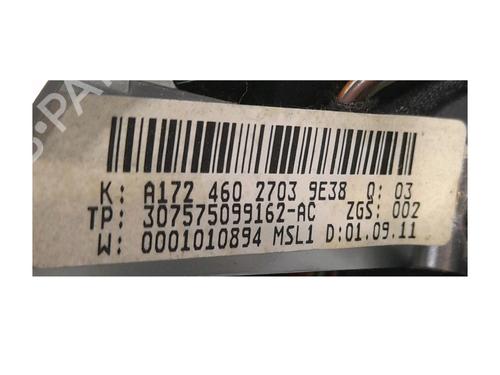 K: A172 460 2703 9E38 Q: 03
TP: 307575099162-AC ZGS: 002
W: 0001010894 MSL1 D:01.09.11